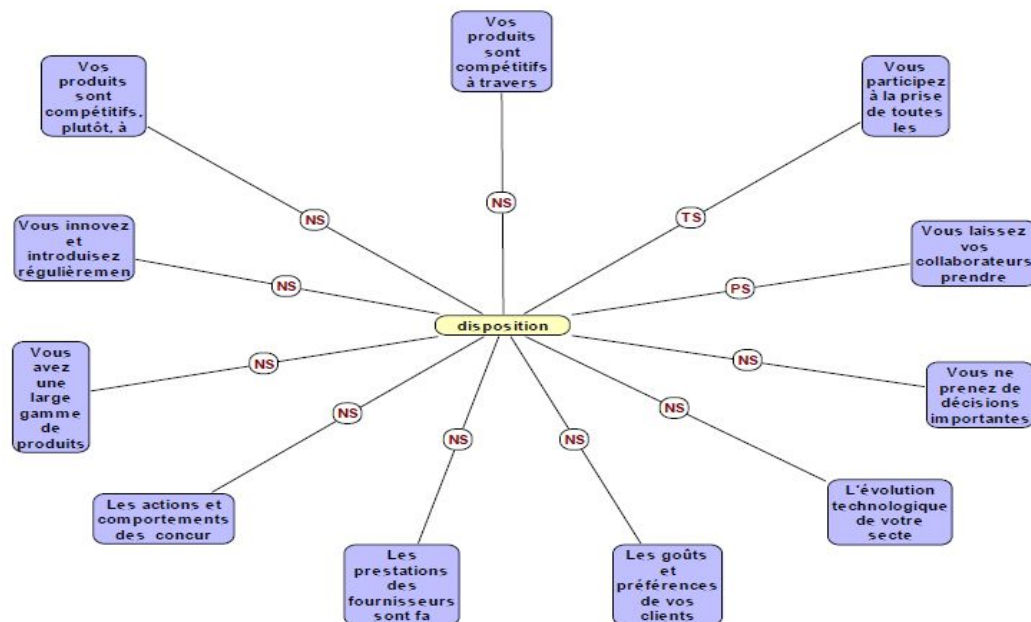 Vos
produits
sont
compétitifs
à travers
Vos
produits
sont
compétitifs,
plutôt, à
Vous
participez
à la prise
de toutes
les
NS
NS
TS
Vous innovez
et
introduisez
régulièremen
Vous laissez
vos
collaborateurs
prendre
NS
PS
disposition
Vous
avez
une
large
gamme
de
produits
NS
NS
Vous ne
prenez de
décisions
importantes
NS
NS
NS
NS
Les actions et
comportements
des concur
L'évolution
technologique
de votre
secte
Les
prestations
des
fournisseurs
sont fa
Les goûts
et
préférences
de vos
clients